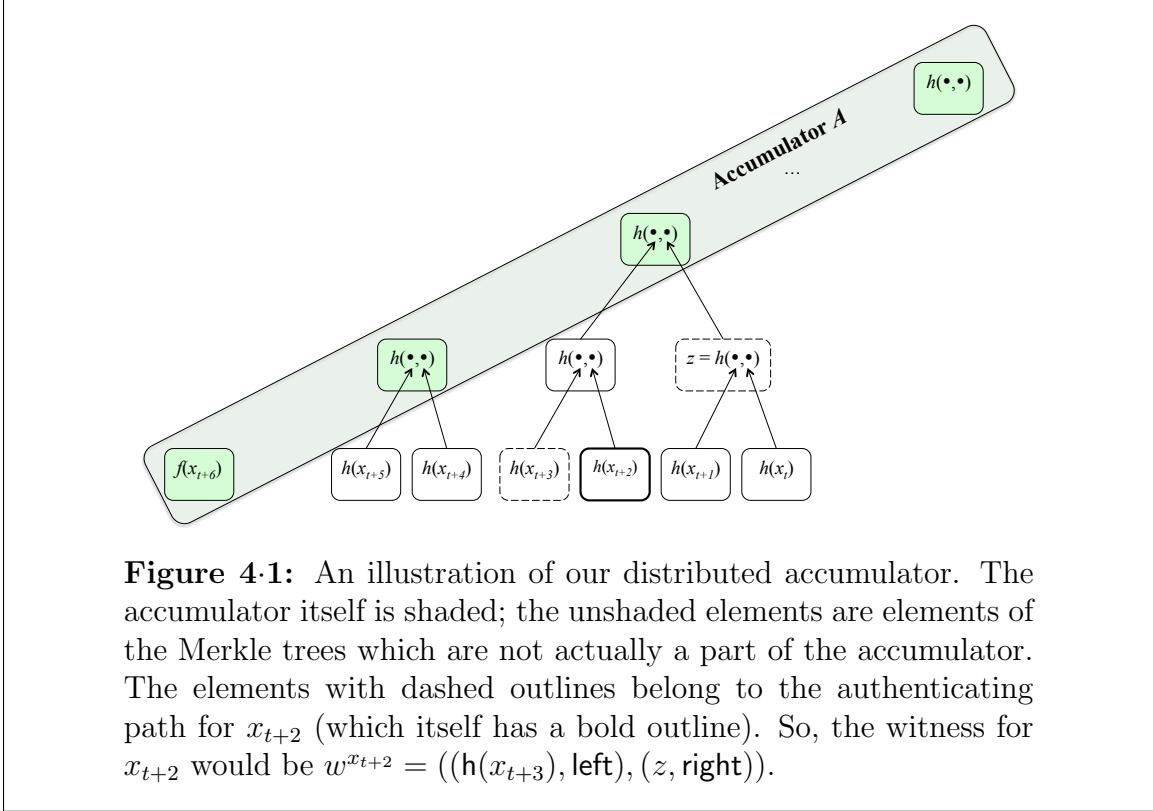 h(•,•)
Accumulator A
...
h(•,•)
h(•,•)
h(•,•)
z = h(•,•)
f(xₜ₊₆)
h(xₜ₊₅)
h(xₜ₊₄)
h(xₜ₊₃)
h(xₜ₊₂)
h(xₜ₊₁)
h(xₜ)
Figure 4·1: An illustration of our distributed accumulator. The
accumulator itself is shaded; the unshaded elements are elements of
the Merkle trees which are not actually a part of the accumulator.
The elements with dashed outlines belong to the authenticating
path for xₜ₊₂ (which itself has a bold outline). So, the witness for
xₜ₊₂ would be w^{xₜ₊₂} = ((h(xₜ₊₃), left), (z, right)).